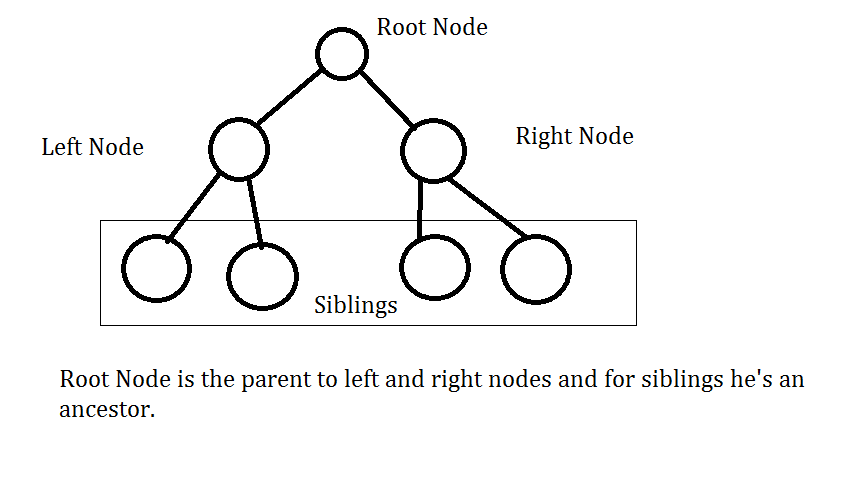 Root Node
Left Node
Right Node
Siblings
Root Node is the parent to left and right nodes and for siblings he's an
ancestor.